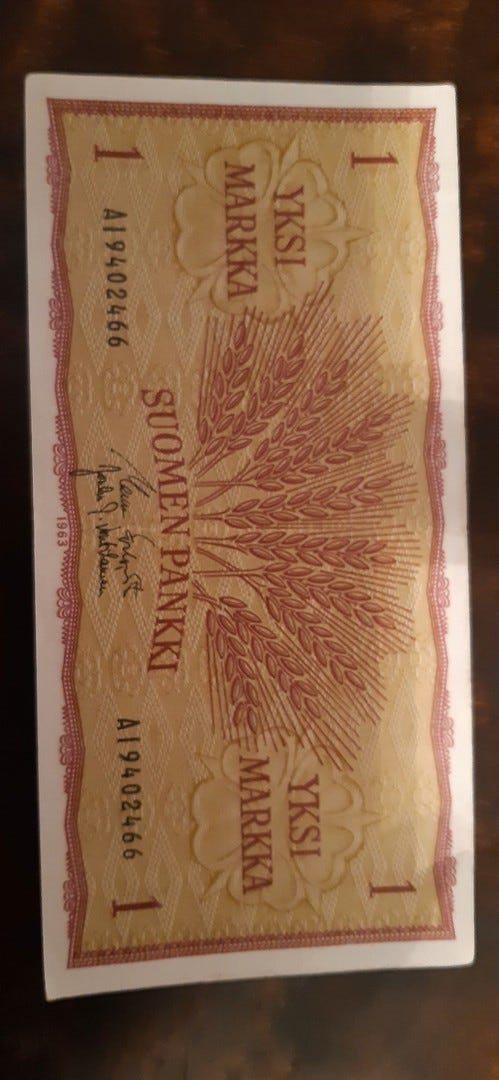 1
1
YKSI
MARKKA
YKSI
MARKKA
A19402466
A19402466
SUOMEN PANKKI
1963
1
1